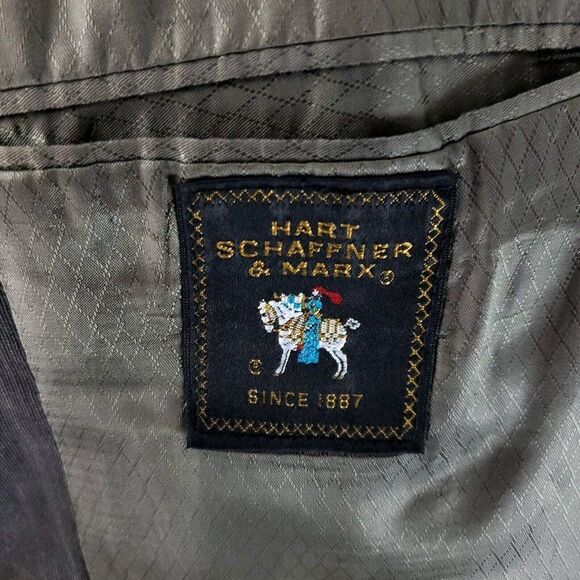 HART
SCHAFFNER
& MARX®
®
SINCE 1887